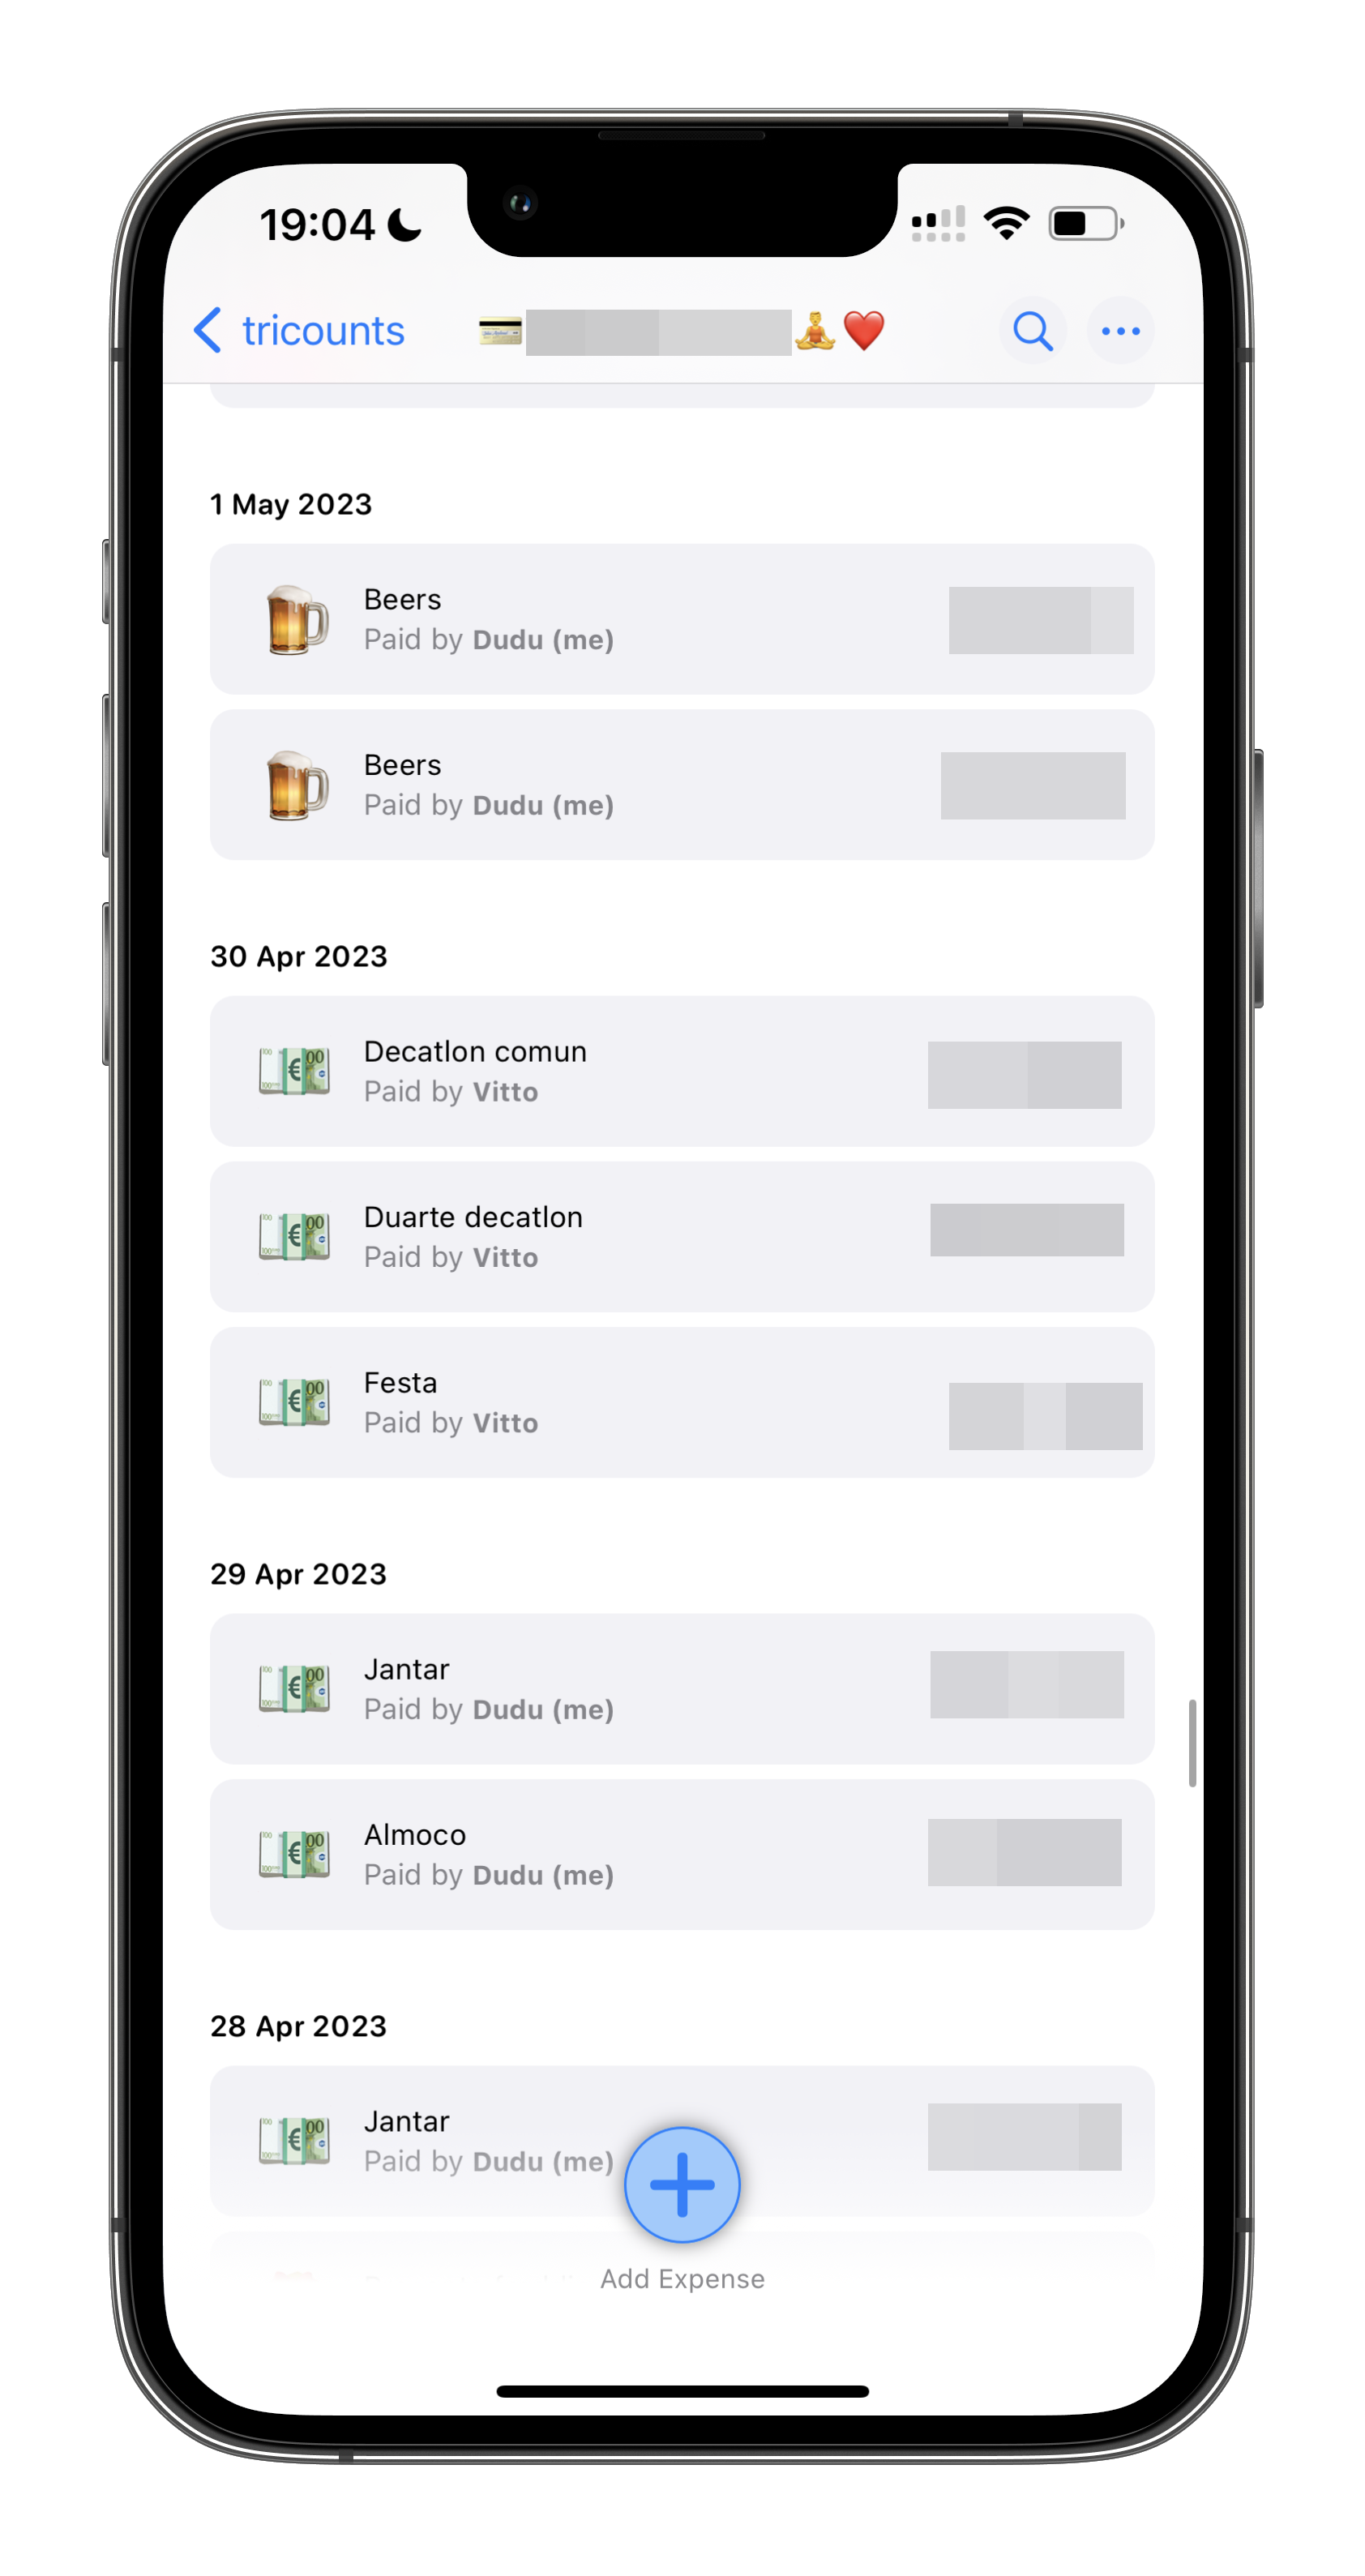 19:04
tricounts
1 May 2023
Beers
Paid by Dudu (me)
Beers
Paid by Dudu (me)
30 Apr 2023
Decatlon comun
Paid by Vitto
Duarte decatlon
Paid by Vitto
Festa
Paid by Vitto
29 Apr 2023
Jantar
Paid by Dudu (me)
Almoco
Paid by Dudu (me)
28 Apr 2023
Jantar
Paid by Dudu (me)
Add Expense